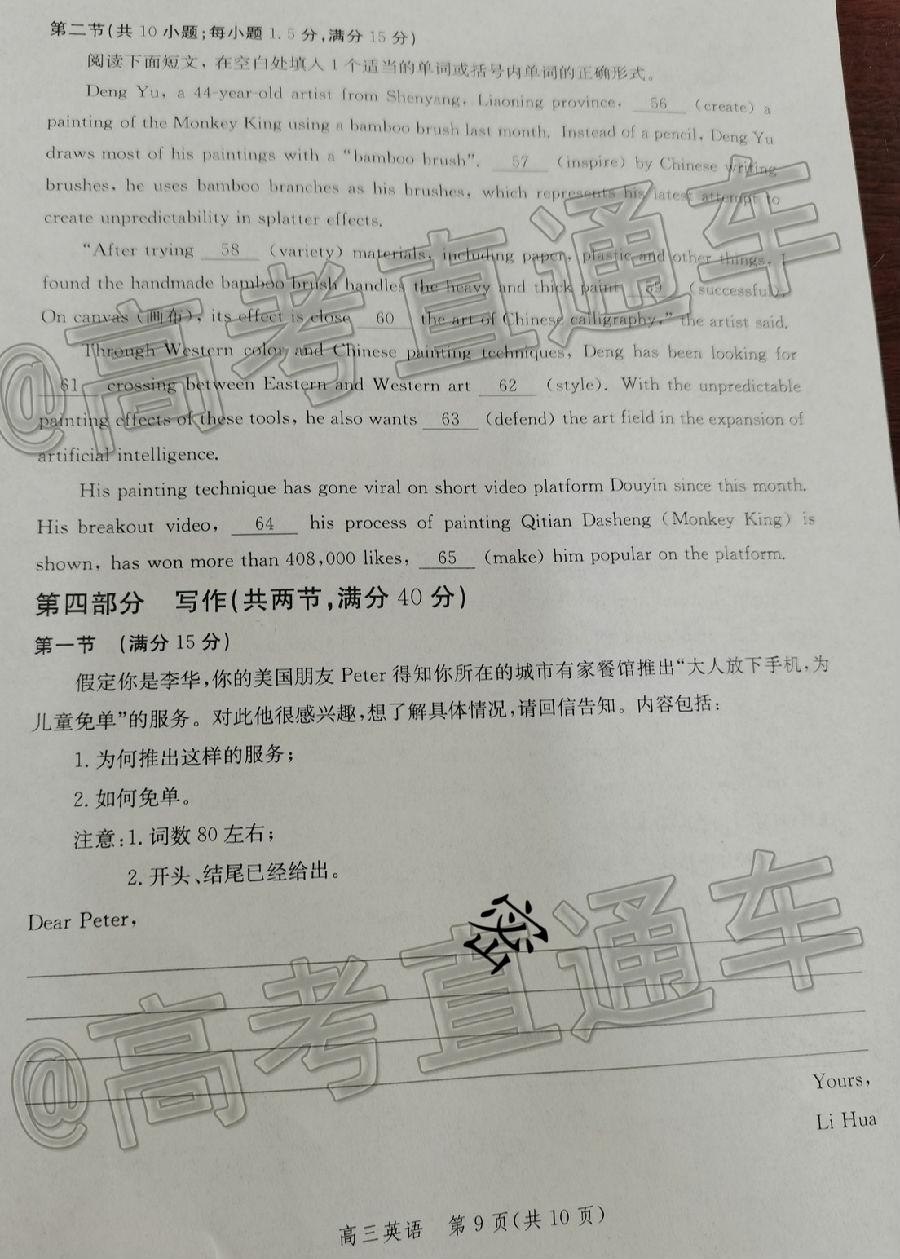 第二节(共 10 小题;每小题 1.5 分,满分 15 分)
阅读下面短文，在空白处填入 1 个适当的单词或括号内单词的正确形式。
Deng Yu, a 44-year-old artist from Shenyang, Liaoning province, 56 (create) a
painting of the Monkey King using a bamboo brush last month. Instead of a pencil, Deng Yu
draws most of his paintings with a “bamboo brush”. 57 (inspire) by Chinese writing
brushes, he uses bamboo branches as his brushes, which represents his latest attempt to
create unpredictability in splatter effects.
“After trying 58 (variety) materials, including paper, plastic and other things, I
found the handmade bamboo brush handles the heavy and thick paint 59 (successful).
On canvas (画布), its effect is close 60 the art of Chinese calligraphy,” the artist said.
Through Western color and Chinese painting techniques, Deng has been looking for
61 crossing between Eastern and Western art 62 (style). With the unpredictable
painting effects of these tools, he also wants 63 (defend) the art field in the expansion of
artificial intelligence.
His painting technique has gone viral on short video platform Douyin since this month.
His breakout video, 64 his process of painting Qitian Dasheng (Monkey King) is
shown, has won more than 408,000 likes, 65 (make) him popular on the platform.
第四部分 写作(共两节,满分 40 分)
第一节 (满分 15 分)
假定你是李华,你的美国朋友 Peter 得知你所在的城市有家餐馆推出“大人放下手机,为
儿童免单”的服务。对此他很感兴趣,想了解具体情况,请回信告知。内容包括:
1. 为何推出这样的服务;
2. 如何免单。
注意:1. 词数 80 左右;
2. 开头、结尾已经给出。
Dear Peter,
密
Yours,
Li Hua
高三英语 第 9 页(共 10 页)
@高考直通车
@高考直通车